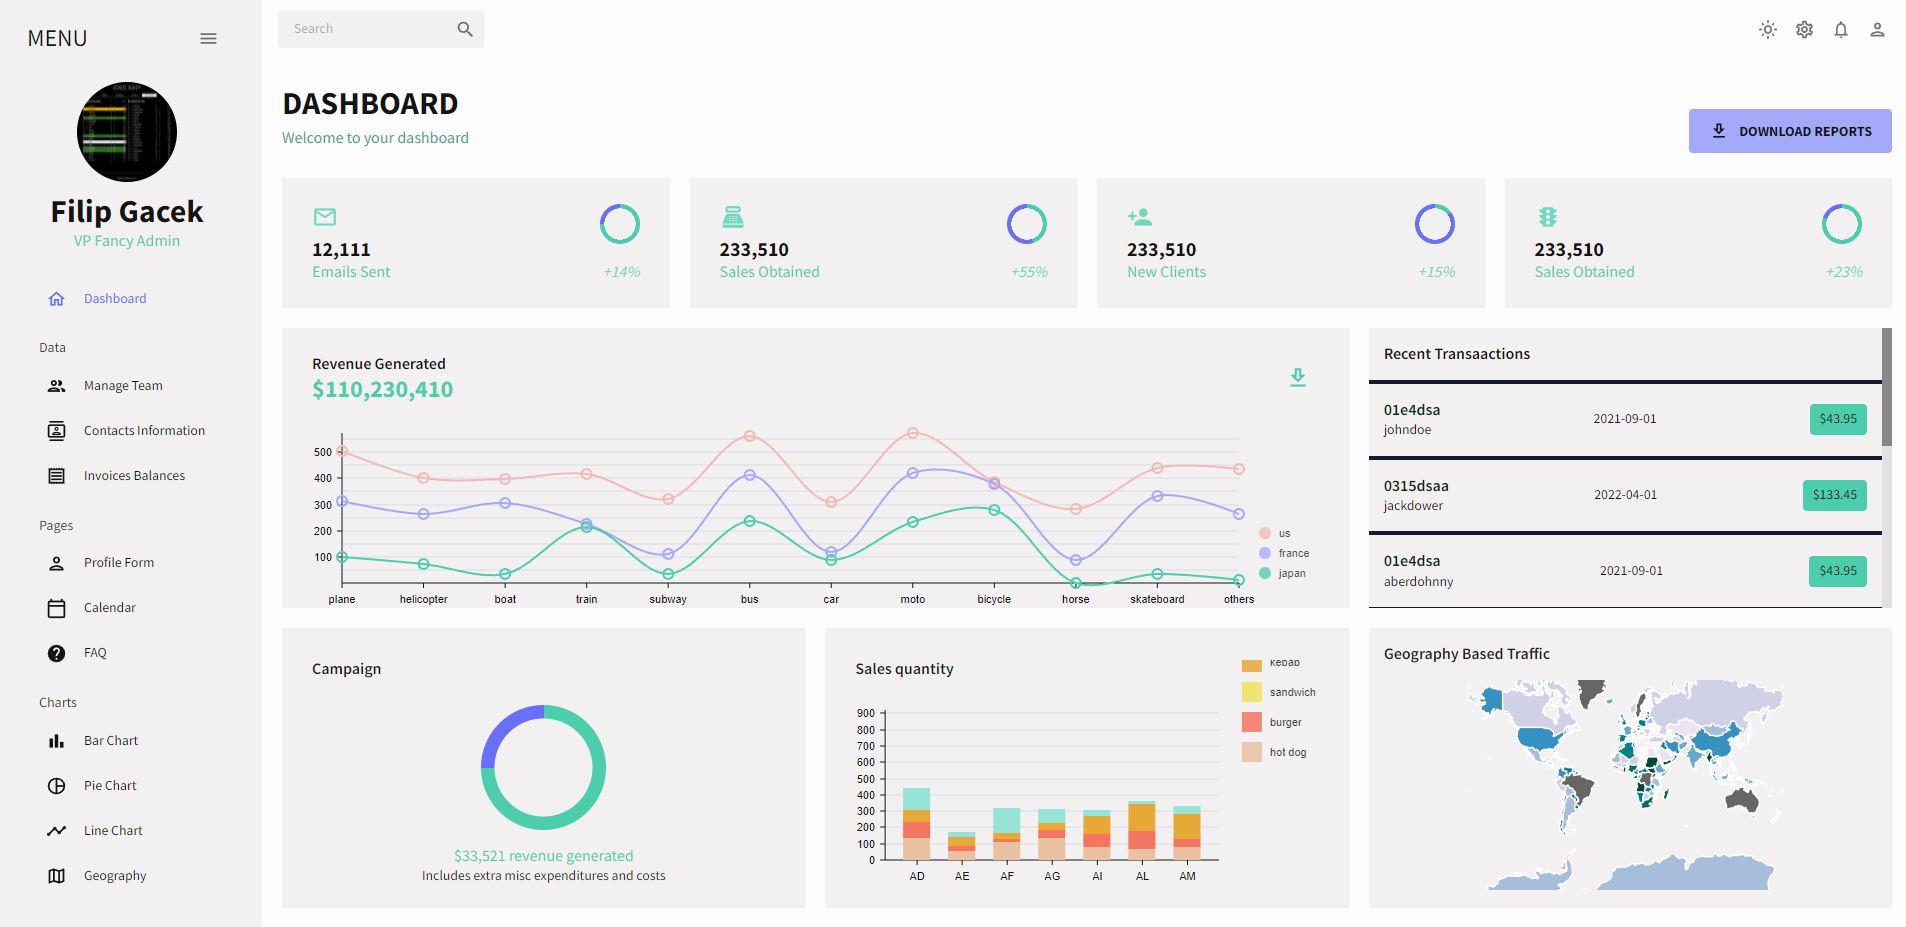 MENU
Filip Gacek
VP Fancy Admin
Dashboard
Data
Manage Team
Contacts Information
Invoices Balances
Pages
Profile Form
Calendar
FAQ
Charts
Bar Chart
Pie Chart
Line Chart
Geography
Search
DASHBOARD
Welcome to your dashboard
DOWNLOAD REPORTS
12,111
Emails Sent +14%
233,510
Sales Obtained +55%
233,510
New Clients +15%
233,510
Sales Obtained +23%
Revenue Generated
$110,230,410
500
400
300
200
100
plane helicopter boat train subway bus car moto bicycle horse skateboard others
us
france
japan
Recent Transaactions
01e4dsa
johndoe
2021-09-01
$43.95
0315dsaa
jackdower
2022-04-01
$133.45
01e4dsa
aberdohnny
2021-09-01
$43.95
Campaign
$33,521 revenue generated
Includes extra misc expenditures and costs
Sales quantity
kebab
sandwich
burger
hot dog
900
800
700
600
500
400
300
200
100
0
AD AE AF AG AI AL AM
Geography Based Traffic